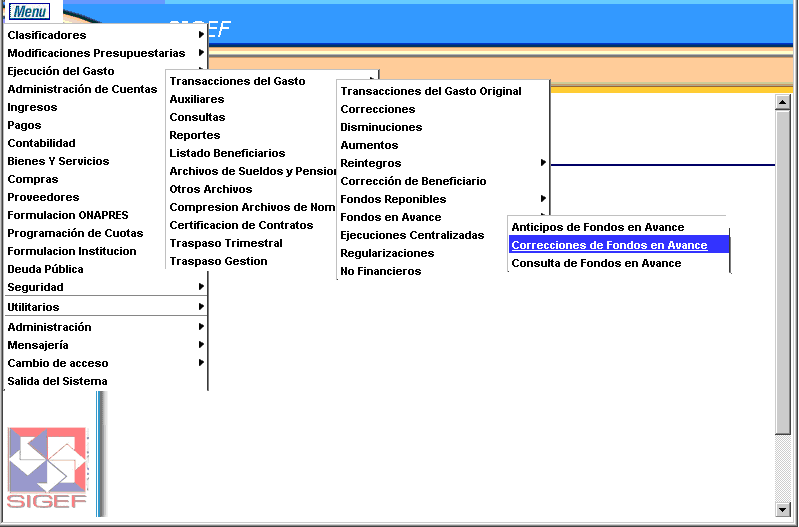 Menu
SIGEF
Clasificadores
Modificaciones Presupuestarias
Ejecución del Gasto
Administración de Cuentas
Ingresos
Pagos
Contabilidad
Bienes Y Servicios
Compras
Proveedores
Formulacion ONAPRES
Programación de Cuotas
Formulacion Institucion
Deuda Pública
Seguridad
Utilitarios
Administración
Mensajería
Cambio de acceso
Salida del Sistema
Transacciones del Gasto
Auxiliares
Consultas
Reportes
Listado Beneficiarios
Archivos de Sueldos y Pension
Otros Archivos
Compresion Archivos de Nom
Certificacion de Contratos
Traspaso Trimestral
Traspaso Gestion
Transacciones del Gasto Original
Correcciones
Disminuciones
Aumentos
Reintegros
Corrección de Beneficiario
Fondos Reponibles
Fondos en Avance
Ejecuciones Centralizadas
Regularizaciones
No Financieros
Anticipos de Fondos en Avance
Correcciones de Fondos en Avance
Consulta de Fondos en Avance
SIGEF